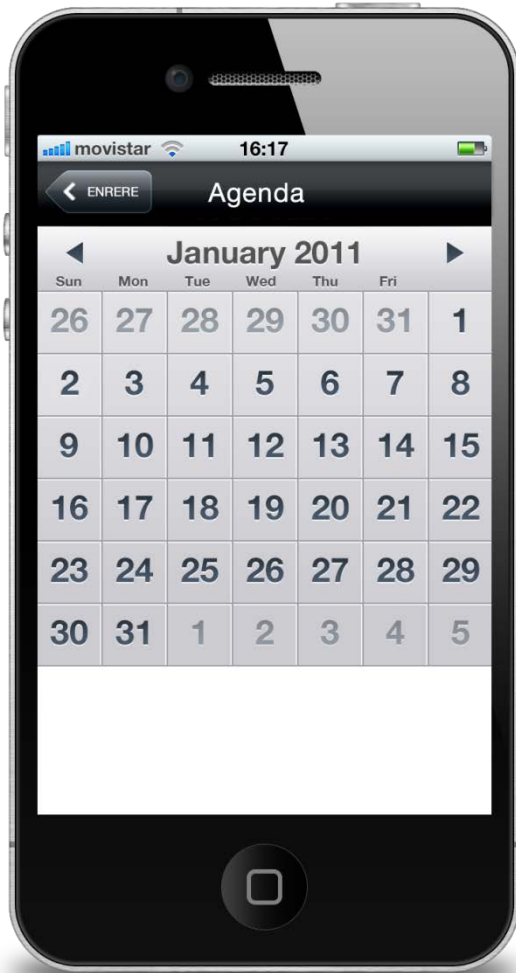 movistar 16:17
ENRERE Agenda
January 2011
Sun Mon Tue Wed Thu Fri
26 27 28 29 30 31 1
2 3 4 5 6 7 8
9 10 11 12 13 14 15
16 17 18 19 20 21 22
23 24 25 26 27 28 29
30 31 1 2 3 4 5